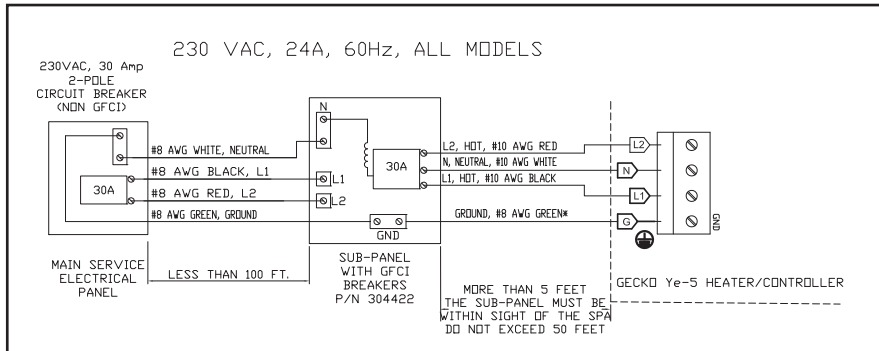 230 VAC, 24A, 60Hz, ALL MODELS
230VAC, 30 Amp
2-POLE
CIRCUIT BREAKER
(NON GFCI)
N
#8 AWG WHITE, NEUTRAL
#8 AWG BLACK, L1
#8 AWG RED, L2
#8 AWG GREEN, GROUND
30A
L1
L2
30A
GND
L2, HOT, #10 AWG RED
N, NEUTRAL, #10 AWG WHITE
L1, HOT, #10 AWG BLACK
GROUND, #8 AWG GREEN*
L2
N
L1
G
GND
MAIN SERVICE
ELECTRICAL
PANEL
LESS THAN 100 FT.
SUB-PANEL
WITH GFCI
BREAKERS
P/N 304422
MORE THAN 5 FEET
THE SUB-PANEL MUST BE
WITHIN SIGHT OF THE SPA
DO NOT EXCEED 50 FEET
GECKO Ye-5 HEATER/CONTROLLER